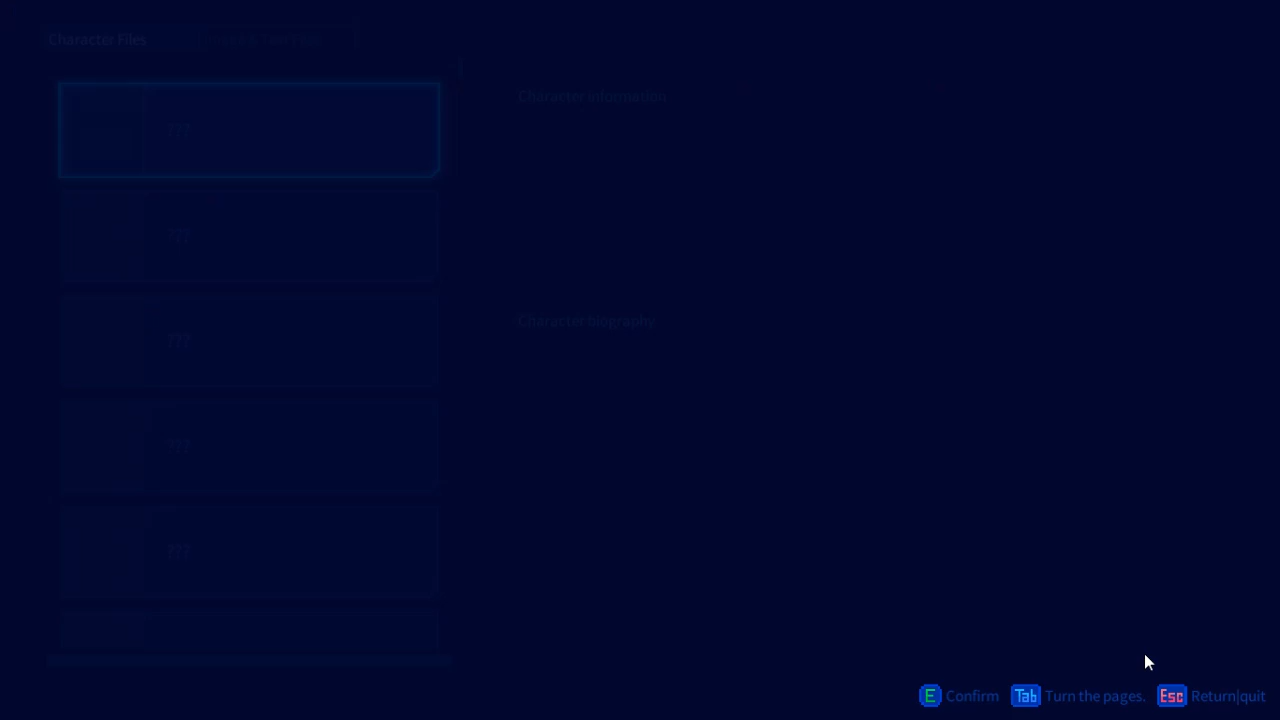 Character Files
Character information
???
???
Character biography
???
???
???
E Confirm Tab Turn the pages. Esc Return|quit